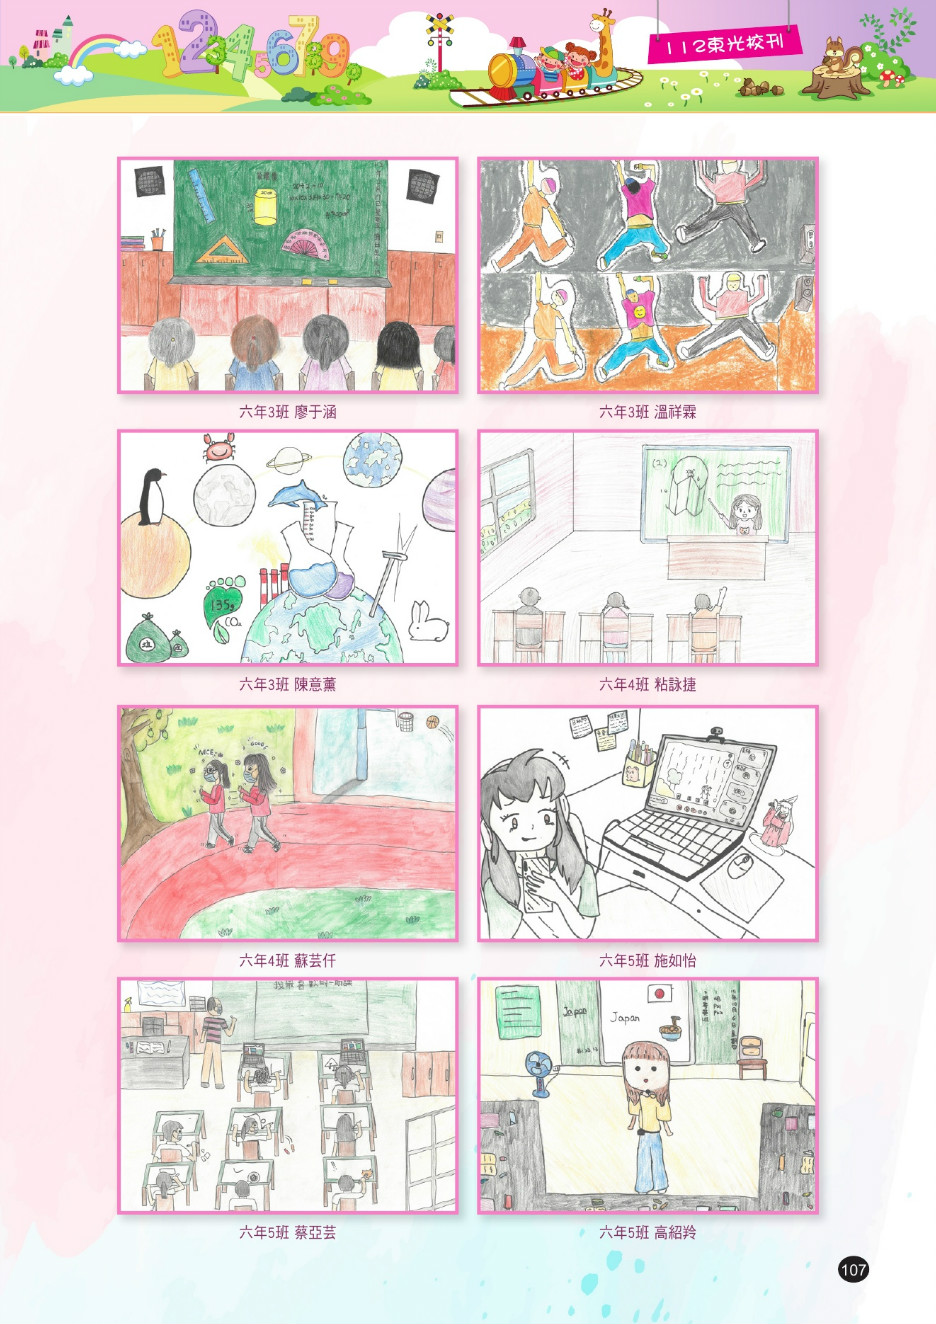 112東光校刊
六年3班 廖于涵
六年3班 溫祥霖
135g
CO₂
六年3班 陳意薰
(2)
六年4班 粘詠捷
NICE!
GOOD!
六年4班 蘇芸仟
六年5班 施如怡
六年5班 蔡亞芸
Japan
Japan
六年5班 高紹羚
107